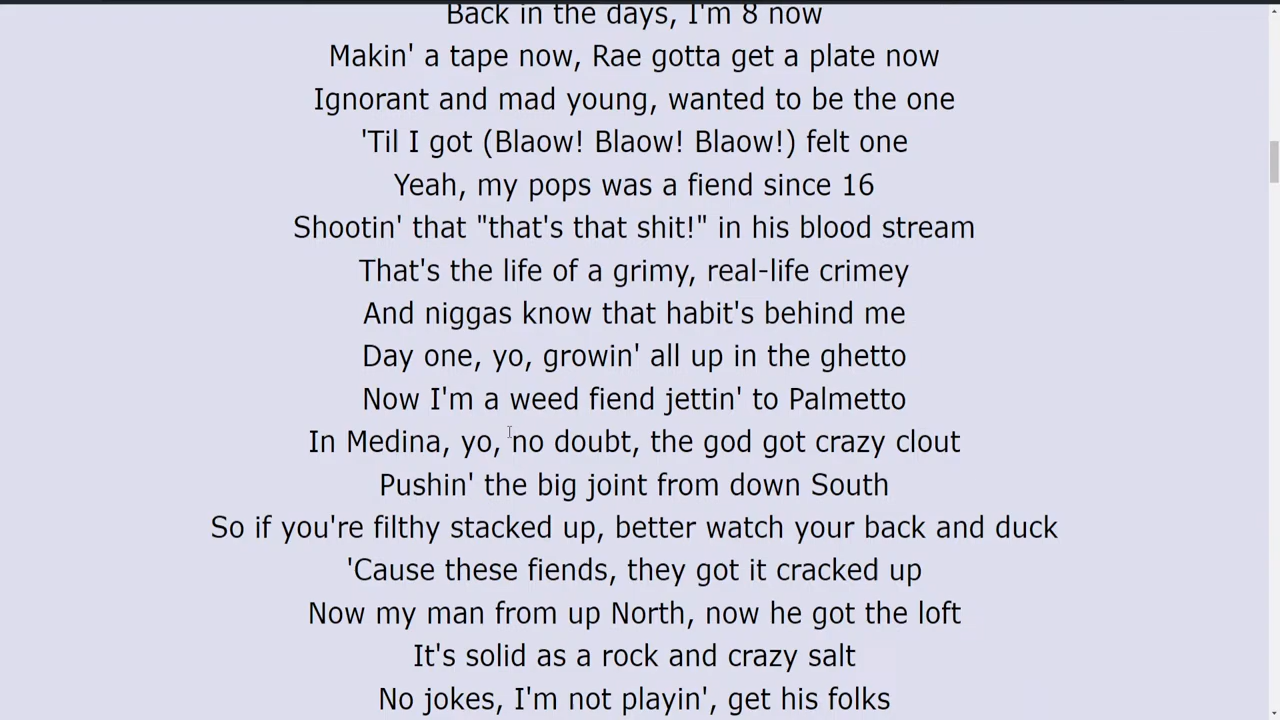 Back in the days, I'm 8 now
Makin' a tape now, Rae gotta get a plate now
Ignorant and mad young, wanted to be the one
'Til I got (Blaow! Blaow! Blaow!) felt one
Yeah, my pops was a fiend since 16
Shootin' that "that's that shit!" in his blood stream
That's the life of a grimy, real-life crimey
And niggas know that habit's behind me
Day one, yo, growin' all up in the ghetto
Now I'm a weed fiend jettin' to Palmetto
In Medina, yo, no doubt, the god got crazy clout
Pushin' the big joint from down South
So if you're filthy stacked up, better watch your back and duck
'Cause these fiends, they got it cracked up
Now my man from up North, now he got the loft
It's solid as a rock and crazy salt
No jokes, I'm not playin', get his folks